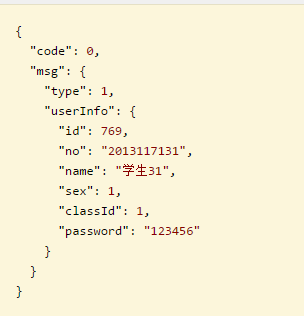 {
  "code": 0,
  "msg": {
    "type": 1,
    "userInfo": {
      "id": 769,
      "no": "2013117131",
      "name": "学生31",
      "sex": 1,
      "classId": 1,
      "password": "123456"
    }
  }
}